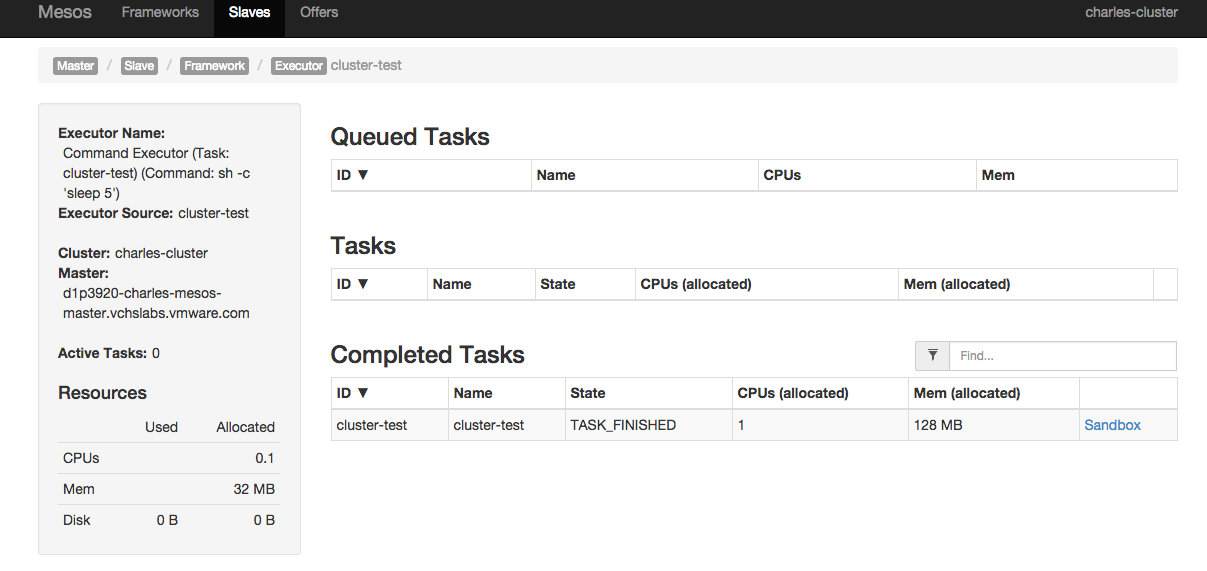 Mesos Frameworks Slaves Offers charles-cluster
Master / Slave / Framework / Executor cluster-test
Executor Name:
Command Executor (Task:
cluster-test) (Command: sh -c
'sleep 5')
Executor Source: cluster-test
Cluster: charles-cluster
Master:
d1p3920-charles-mesos-
master.vchslabs.vmware.com
Active Tasks: 0
Resources
Used Allocated
CPUs 0.1
Mem 32 MB
Disk 0 B 0 B
Queued Tasks
ID ▼ Name CPUs Mem
Tasks
ID ▼ Name State CPUs (allocated) Mem (allocated)
Completed Tasks
Find...
ID ▼ Name State CPUs (allocated) Mem (allocated)
cluster-test cluster-test TASK_FINISHED 1 128 MB Sandbox